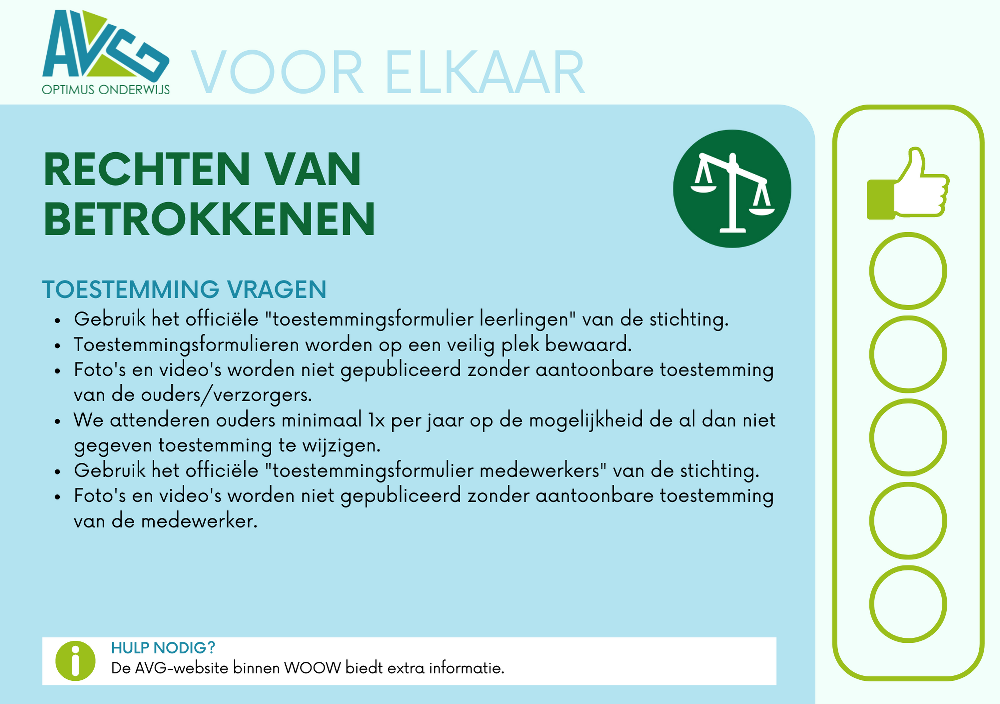 AVG
OPTIMUS ONDERWIJS
VOOR ELKAAR
RECHTEN VAN
BETROKKENEN
TOESTEMMING VRAGEN
• Gebruik het officiële "toestemmingsformulier leerlingen" van de stichting.
• Toestemmingsformulieren worden op een veilig plek bewaard.
• Foto's en video's worden niet gepubliceerd zonder aantoonbare toestemming
van de ouders/verzorgers.
• We attenderen ouders minimaal 1x per jaar op de mogelijkheid de al dan niet
gegeven toestemming te wijzigen.
• Gebruik het officiële "toestemmingsformulier medewerkers" van de stichting.
• Foto's en video's worden niet gepubliceerd zonder aantoonbare toestemming
van de medewerker.
HULP NODIG?
De AVG-website binnen WOOW biedt extra informatie.